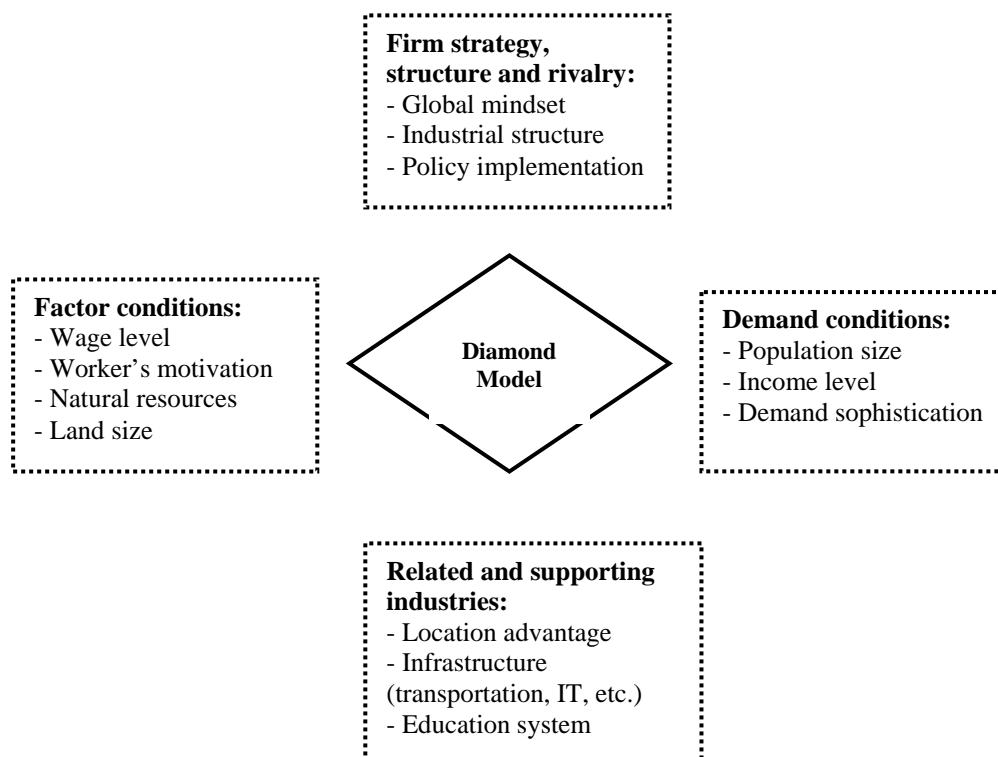 Firm strategy,
structure and rivalry:
- Global mindset
- Industrial structure
- Policy implementation
Factor conditions:
- Wage level
- Worker’s motivation
- Natural resources
- Land size
Diamond
Model
Demand conditions:
- Population size
- Income level
- Demand sophistication
Related and supporting
industries:
- Location advantage
- Infrastructure
(transportation, IT, etc.)
- Education system